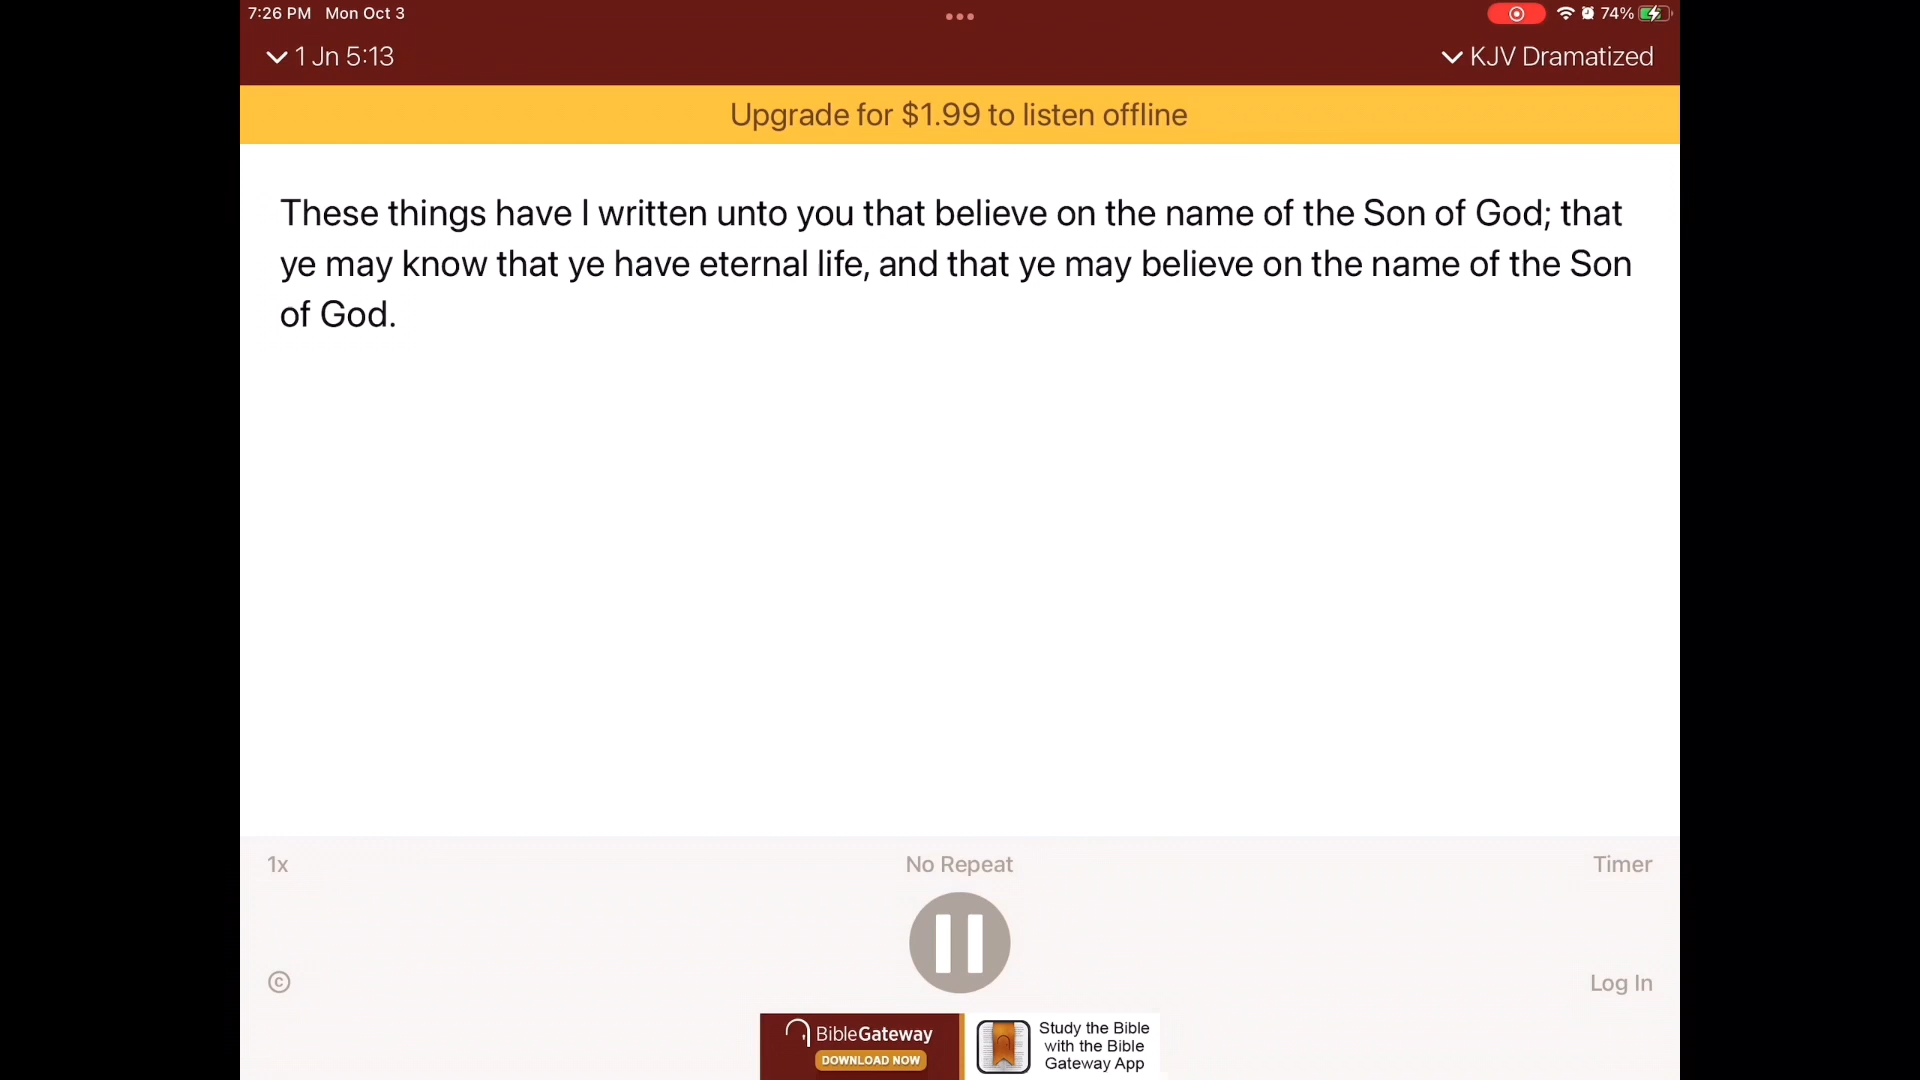 7:26 PM Mon Oct 3
74%
1 Jn 5:13
KJV Dramatized
Upgrade for $1.99 to listen offline
These things have I written unto you that believe on the name of the Son of God; that
ye may know that ye have eternal life, and that ye may believe on the name of the Son
of God.
1x
No Repeat
Timer
©
Log In
BibleGateway
DOWNLOAD NOW
Study the Bible
with the Bible
Gateway App